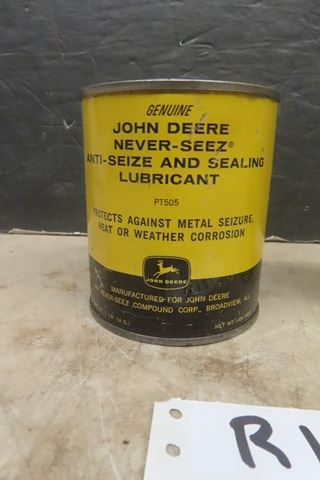 GENUINE
JOHN DEERE
NEVER-SEEZ®
ANTI-SEIZE AND SEALING
LUBRICANT
PT505
PROTECTS AGAINST METAL SEIZURE,
HEAT OR WEATHER CORROSION
JOHN DEERE
MANUFACTURED FOR JOHN DEERE
NEVER-SEEZ COMPOUND CORP., BROADVIEW, ILL.
NET
R